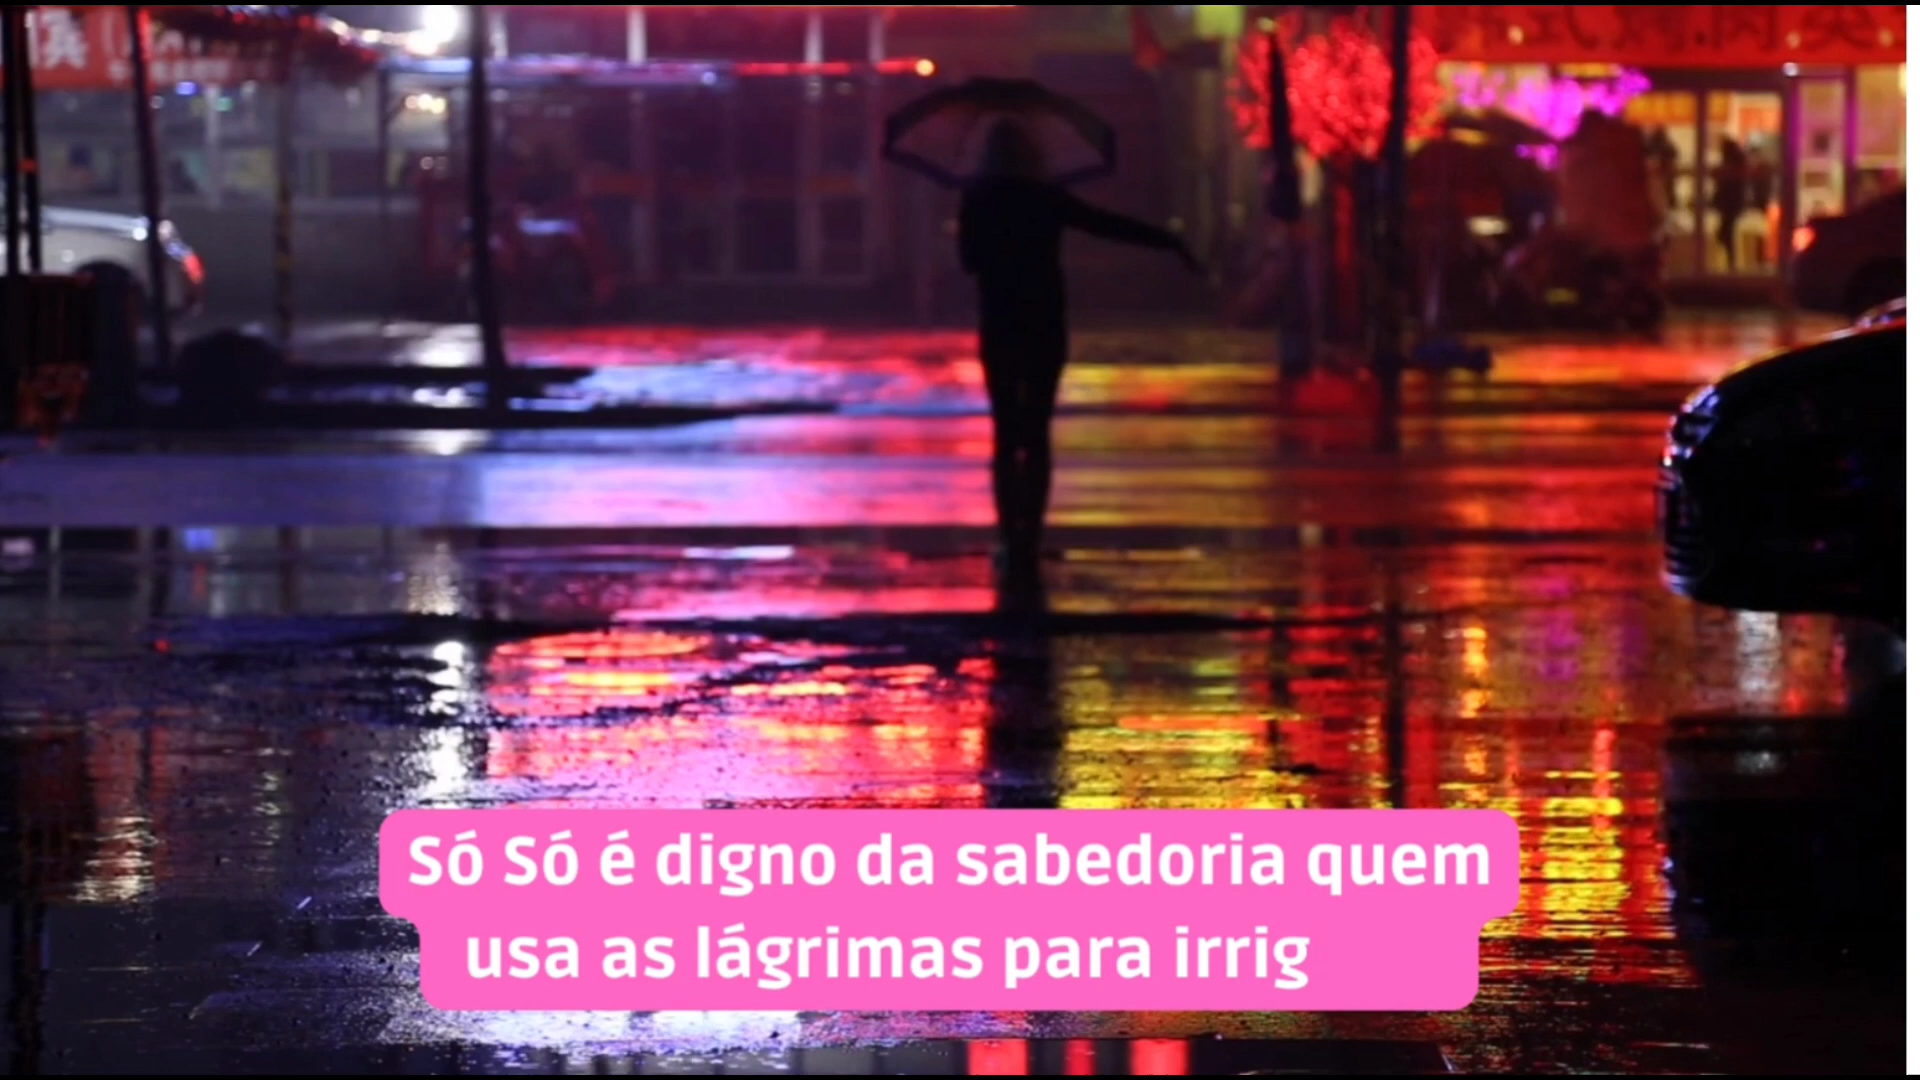 Só Só é digno da sabedoria quem
usa as lágrimas para irrig